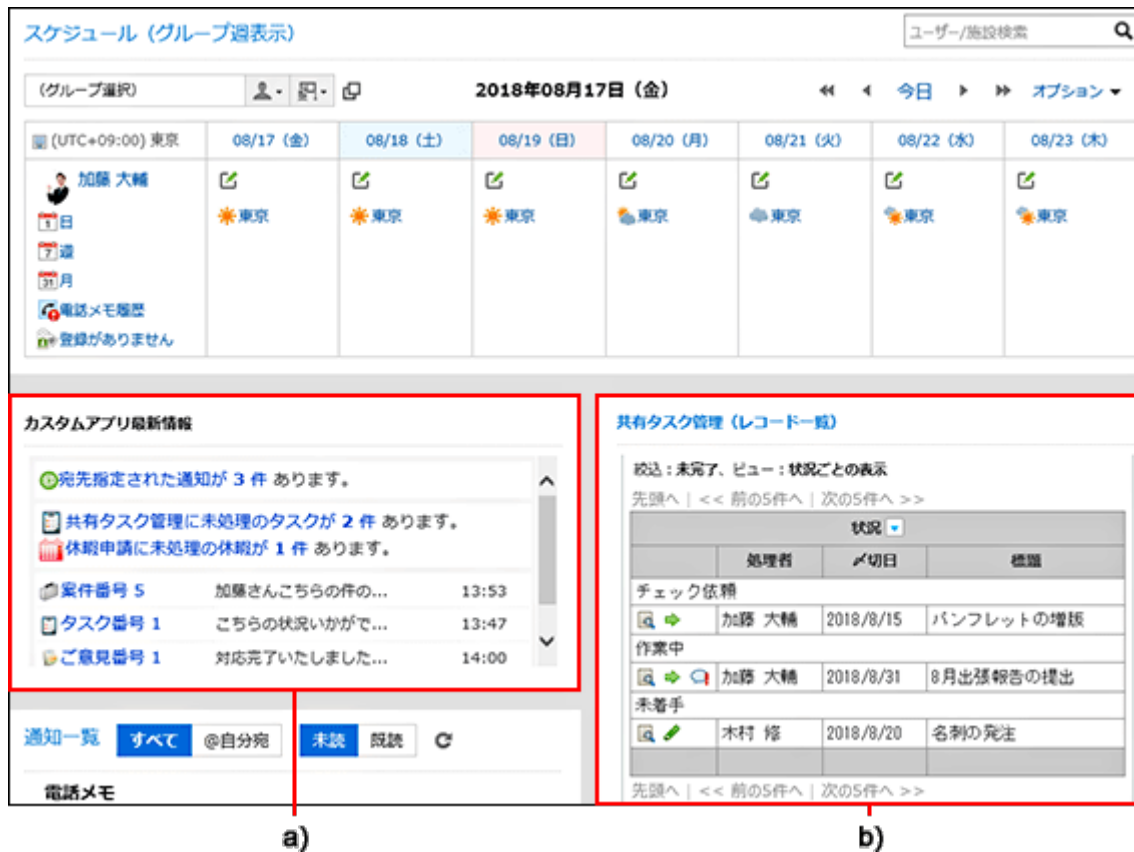 スケジュール（グループ週表示）
ユーザー/施設検索
（グループ選択）
2018年08月17日（金）
今日
オプション
(UTC+09:00) 東京
08/17（金）
08/18（土）
08/19（日）
08/20（月）
08/21（火）
08/22（水）
08/23（木）
加藤 大輔
東京
東京
東京
東京
東京
東京
東京
1 日
7 週
31 月
電話メモ履歴
登録がありません
カスタムアプリ最新情報
宛先指定された通知が 3 件 あります。
共有タスク管理に未処理のタスクが 2 件 あります。
休暇申請に未処理の休暇が 1 件 あります。
案件番号 5 加藤さんこちらの件の... 13:53
タスク番号 1 こちらの状況いかがで... 13:47
ご意見番号 1 対応完了いたしました... 14:00
通知一覧 すべて @自分宛 未読 既読
電話メモ
共有タスク管理（レコード一覧）
絞込：未完了、ビュー：状況ごとの表示
先頭へ | << 前の5件へ | 次の5件へ >>
状況
処理者 〆切日 標題
チェック依頼
加藤 大輔 2018/8/15 パンフレットの増版
作業中
加藤 大輔 2018/8/31 8月出張報告の提出
未着手
木村 修 2018/8/20 名刺の発注
先頭へ | << 前の5件へ | 次の5件へ >>
a)
b)